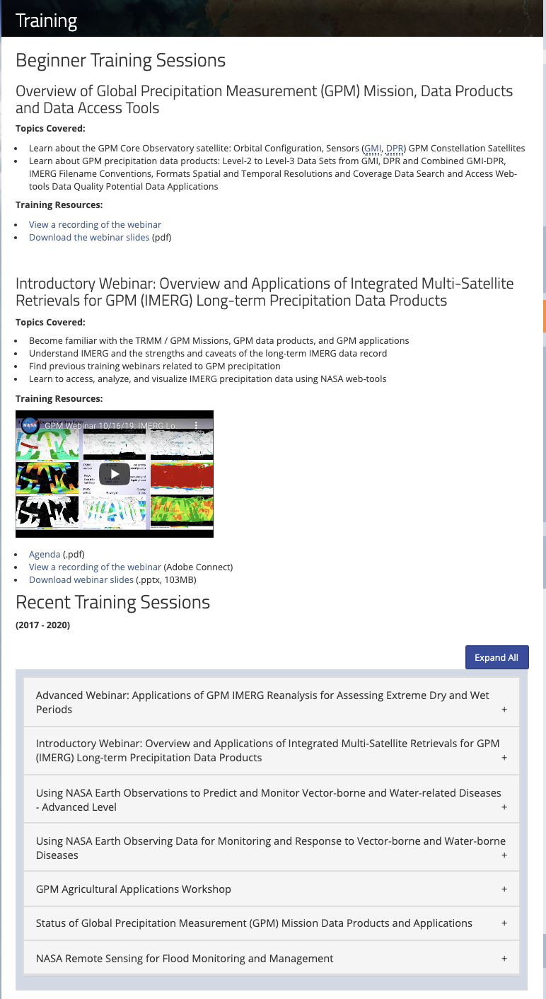 Training
Beginner Training Sessions
Overview of Global Precipitation Measurement (GPM) Mission, Data Products
and Data Access Tools
Topics Covered:
• Learn about the GPM Core Observatory satellite: Orbital Configuration, Sensors (GMI, DPR) GPM Constellation Satellites
• Learn about GPM precipitation data products: Level-2 to Level-3 Data Sets from GMI, DPR and Combined GMI-DPR,
IMERG Filename Conventions, Formats Spatial and Temporal Resolutions and Coverage Data Search and Access Web-
tools Data Quality Potential Data Applications
Training Resources:
• View a recording of the webinar
• Download the webinar slides (pdf)
Introductory Webinar: Overview and Applications of Integrated Multi-Satellite
Retrievals for GPM (IMERG) Long-term Precipitation Data Products
Topics Covered:
• Become familiar with the TRMM / GPM Missions, GPM data products, and GPM applications
• Understand IMERG and the strengths and caveats of the long-term IMERG data record
• Find previous training webinars related to GPM precipitation
• Learn to access, analyze, and visualize IMERG precipitation data using NASA web-tools
Training Resources:
NASA
GPM Webinar 10/16/19: IMERG Lo...
• Agenda (.pdf)
• View a recording of the webinar (Adobe Connect)
• Download webinar slides (.pptx, 103MB)
Recent Training Sessions
(2017 - 2020)
Expand All
Advanced Webinar: Applications of GPM IMERG Reanalysis for Assessing Extreme Dry and Wet
Periods +
Introductory Webinar: Overview and Applications of Integrated Multi-Satellite Retrievals for GPM
(IMERG) Long-term Precipitation Data Products +
Using NASA Earth Observations to Predict and Monitor Vector-borne and Water-related Diseases
- Advanced Level +
Using NASA Earth Observing Data for Monitoring and Response to Vector-borne and Water-borne
Diseases +
GPM Agricultural Applications Workshop +
Status of Global Precipitation Measurement (GPM) Mission Data Products and Applications +
NASA Remote Sensing for Flood Monitoring and Management +